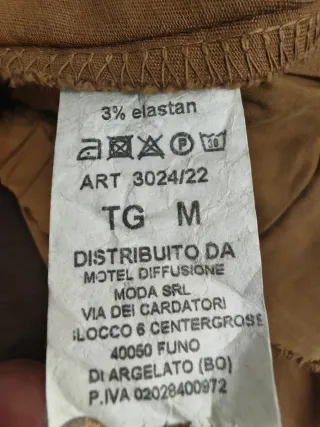 3% elastan
P 30
ART 3024/22
TG M
DISTRIBUITO DA
MOTEL DIFFUSIONE
MODA SRL
VIA DEI CARDATORI
BLOCCO 6 CENTERGROSS
40050 FUNO
DI ARGELATO (BO)
P.IVA 02028400972